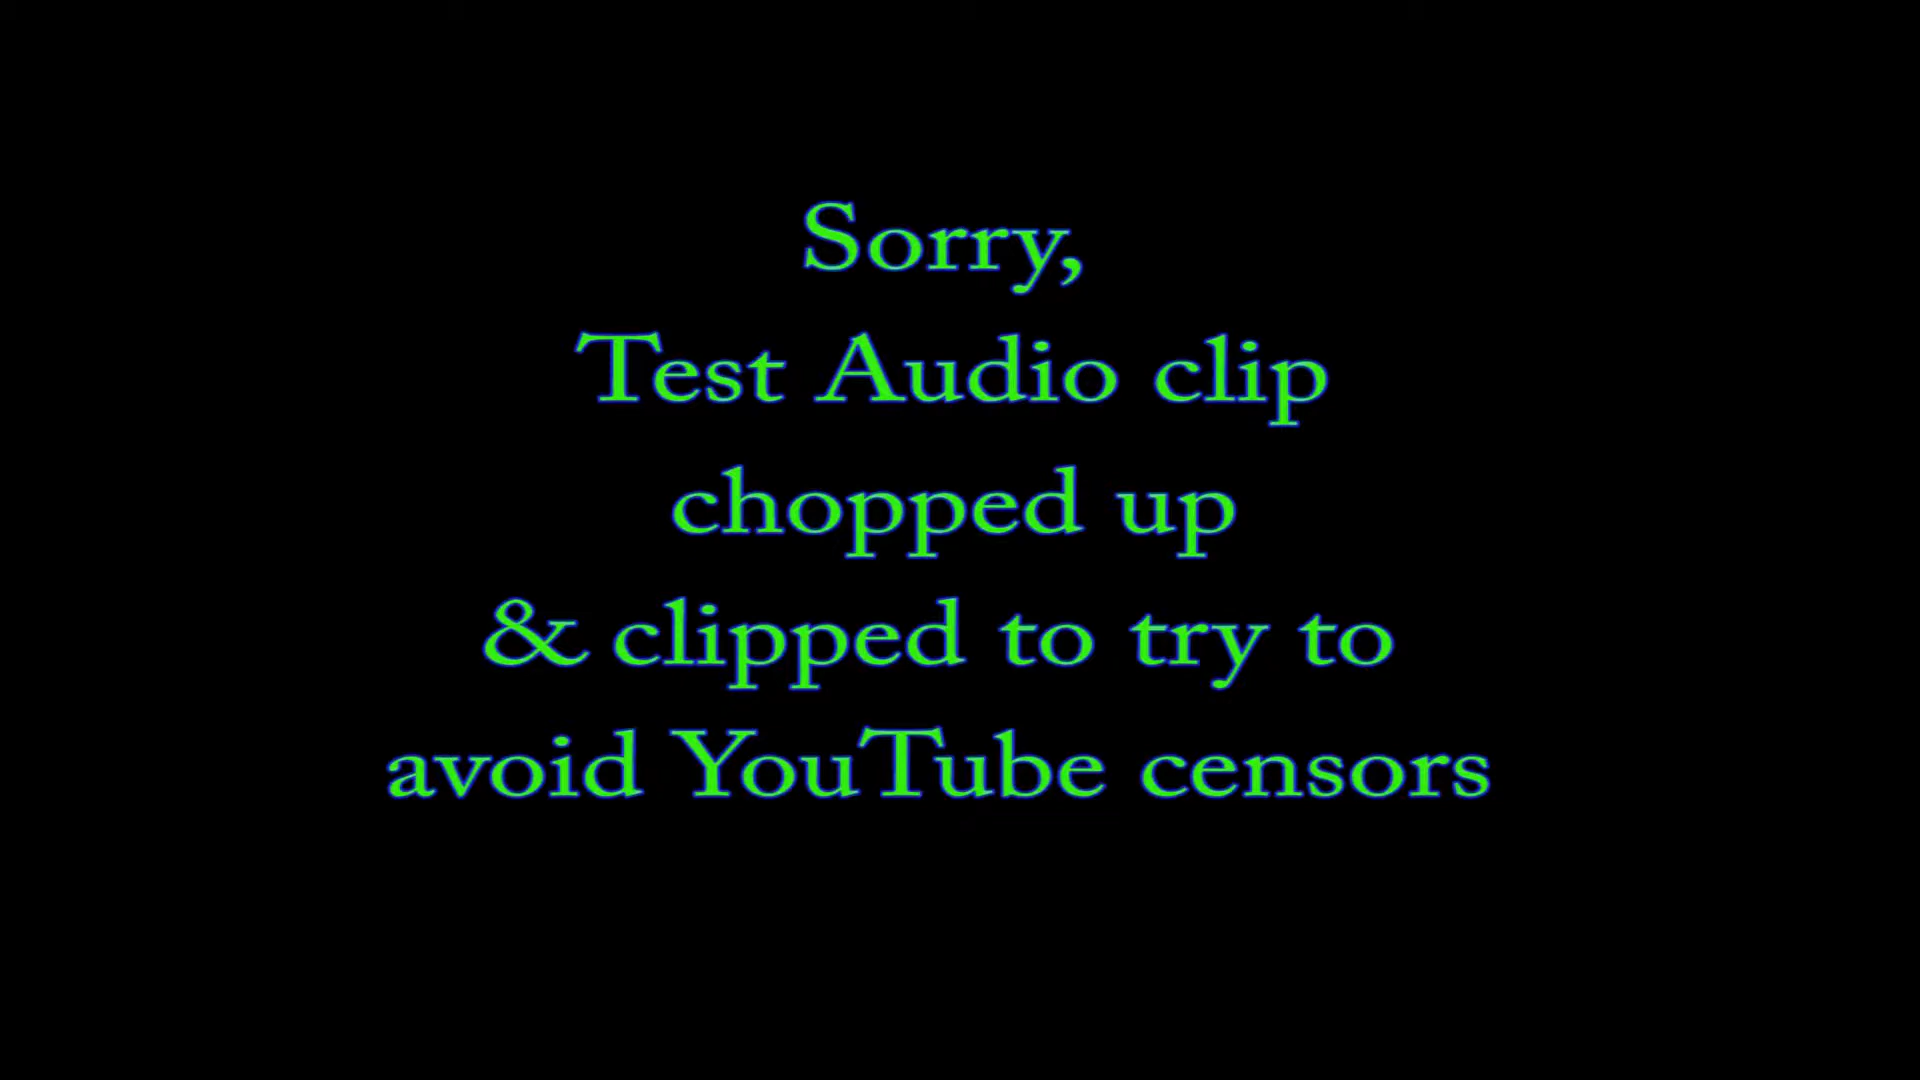 Sorry,
Test Audio clip
chopped up
& clipped to try to
avoid YouTube censors